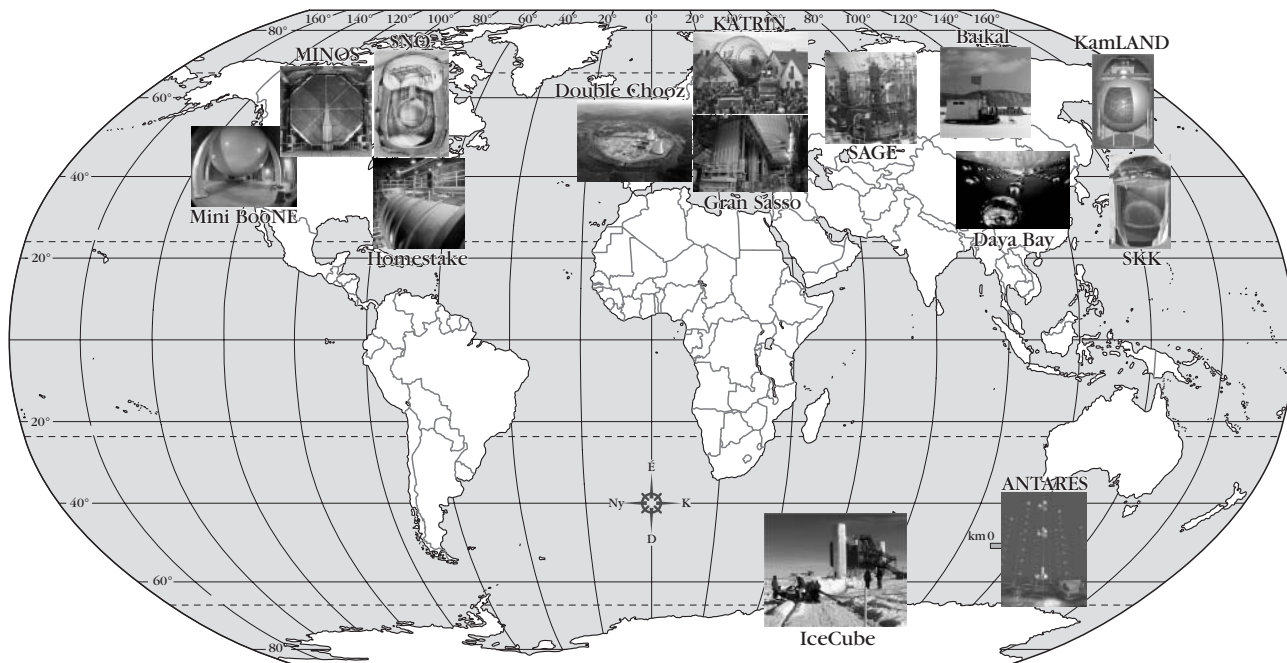 160° 140° 120° 100° 80° 0° 20° 40° 60° 80° 100° 120° 140° 160°
80°
KATRIN
Baikal
KamLAND
SNO
MINOS
60°
Double Chooz
SAGE
40°
Mini BooNE
Gran Sasso
Daya Bay
Homestake
SKK
20°
20°
É
Ny K
D
40°
ANTARES
km 0
60°
IceCube
80°